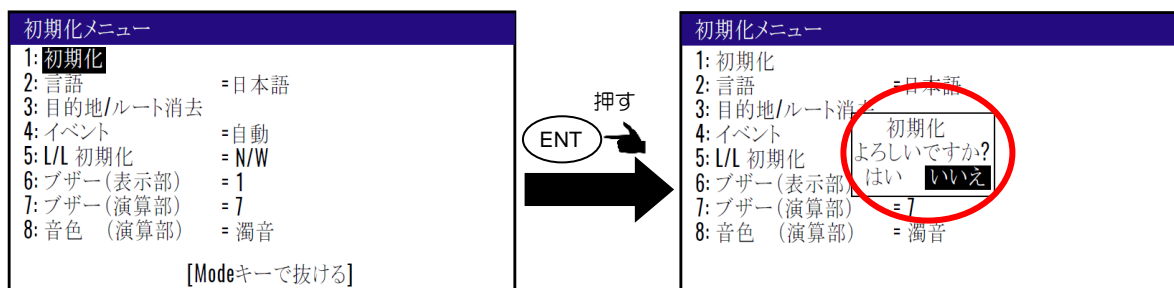 初期化メニュー
1: 初期化
2: 言語 =日本語
3: 目的地/ルート消去
4: イベント =自動
5: L/L 初期化 = N/W
6: ブザー(表示部) = 1
7: ブザー(演算部) = 7
8: 音色 (演算部) = 濁音
[Modeキーで抜ける]
押す
ENT
初期化メニュー
1: 初期化
2: 言語 =日本語
3: 目的地/ルート消去
4: イベント
5: L/L 初期化
6: ブザー(表示部)
7: ブザー(演算部) = 7
8: 音色 (演算部) = 濁音
初期化
よろしいですか?
はい いいえ